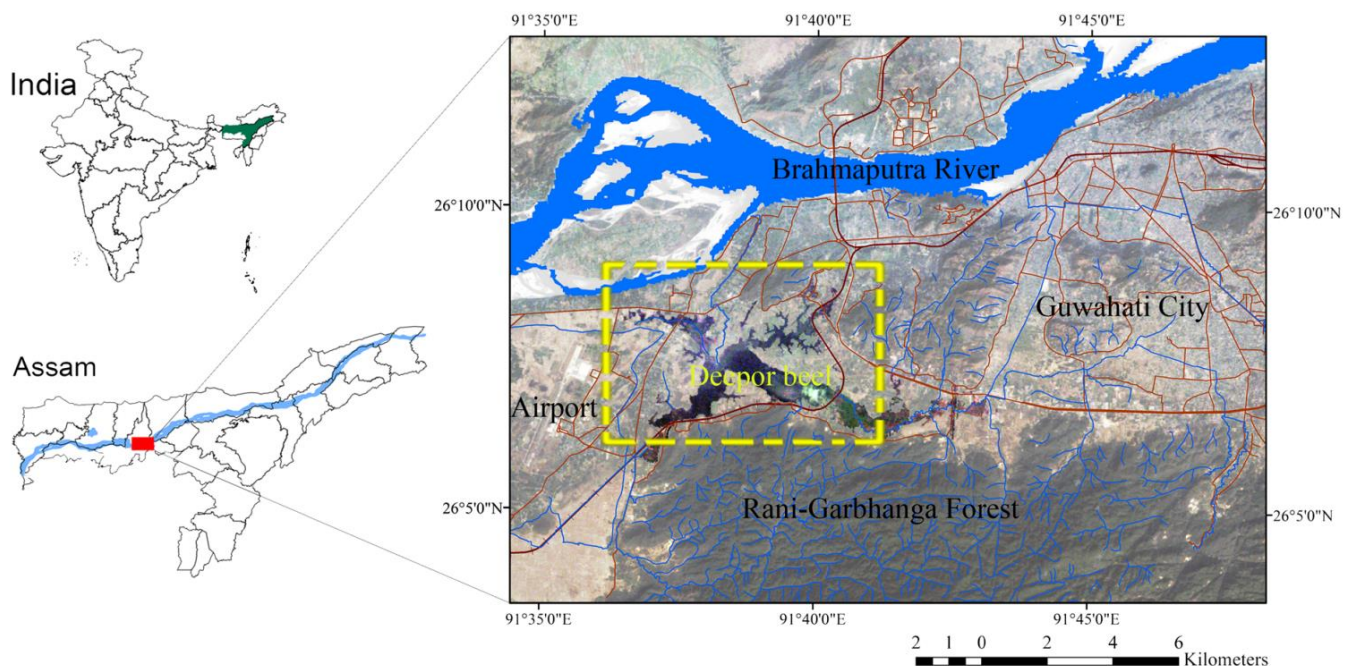 India
Assam
91°35'0"E
91°40'0"E
91°45'0"E
26°10'0"N
26°10'0"N
Brahmaputra River
Guwahati City
Deepor beel
Airport
26°5'0"N
26°5'0"N
Rani-Garbhanga Forest
91°35'0"E
91°40'0"E
91°45'0"E
2 1 0 2 4 6
Kilometers